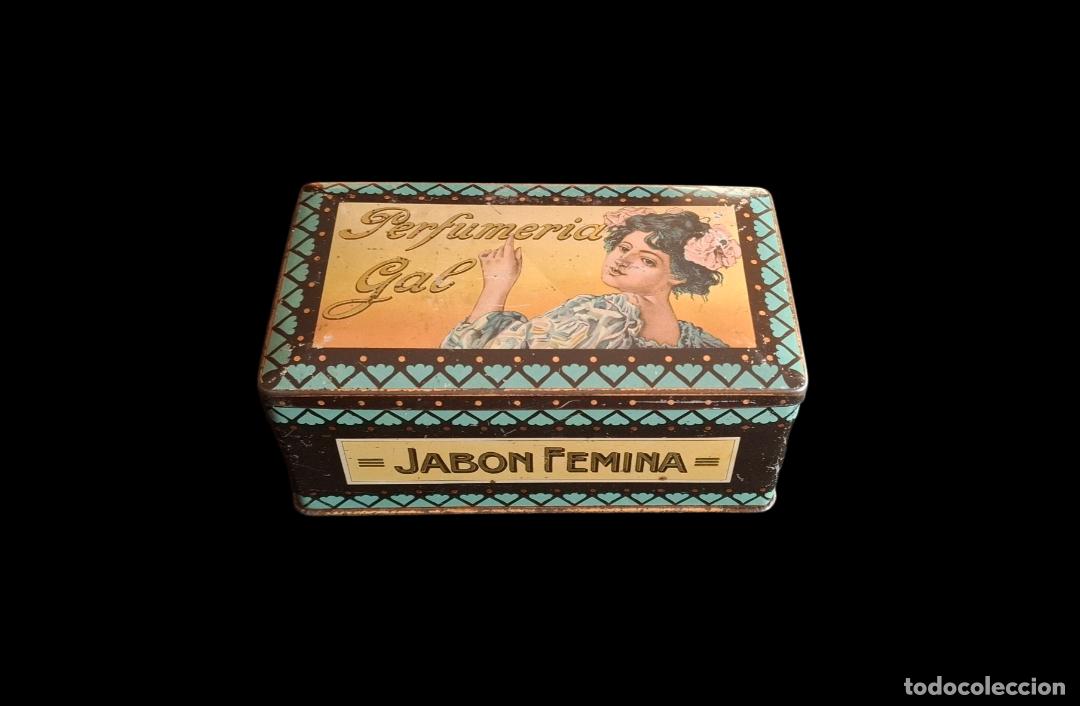 Perfumeria
Gal
= JABON FEMINA =
todocoleccion